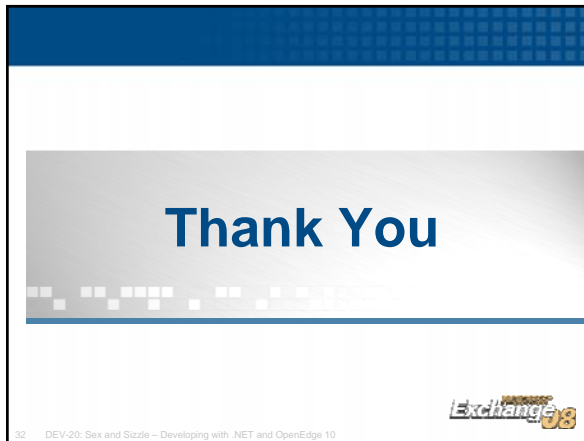 Thank You
Exchange 08
32 DEV-20: Sex and Sizzle – Developing with .NET and OpenEdge 10